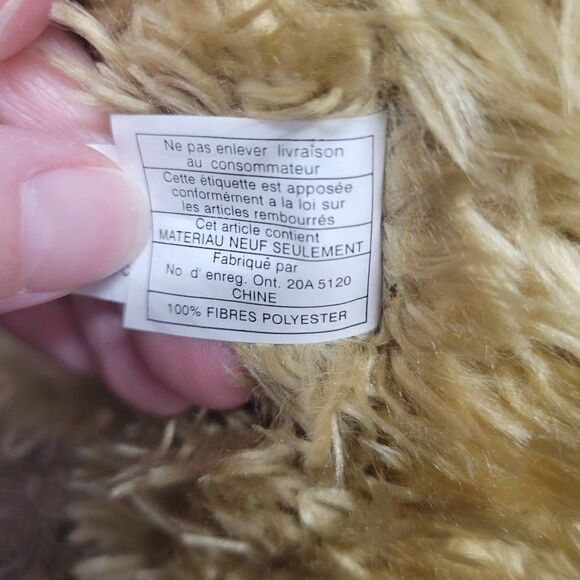 Ne pas enlever livraison
au consommateur
Cette étiquette est apposée
conformément a la loi sur
les articles rembourrés
Cet article contient
MATERIAU NEUF SEULEMENT
Fabriqué par
No d' enreg. Ont. 20A 5120
CHINE
100% FIBRES POLYESTER